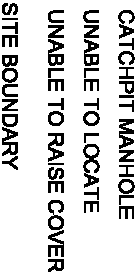 CATCHPIT MANHOLE
UNABLE TO LOCATE
UNABLE TO RAISE COVER
SITE BOUNDARY